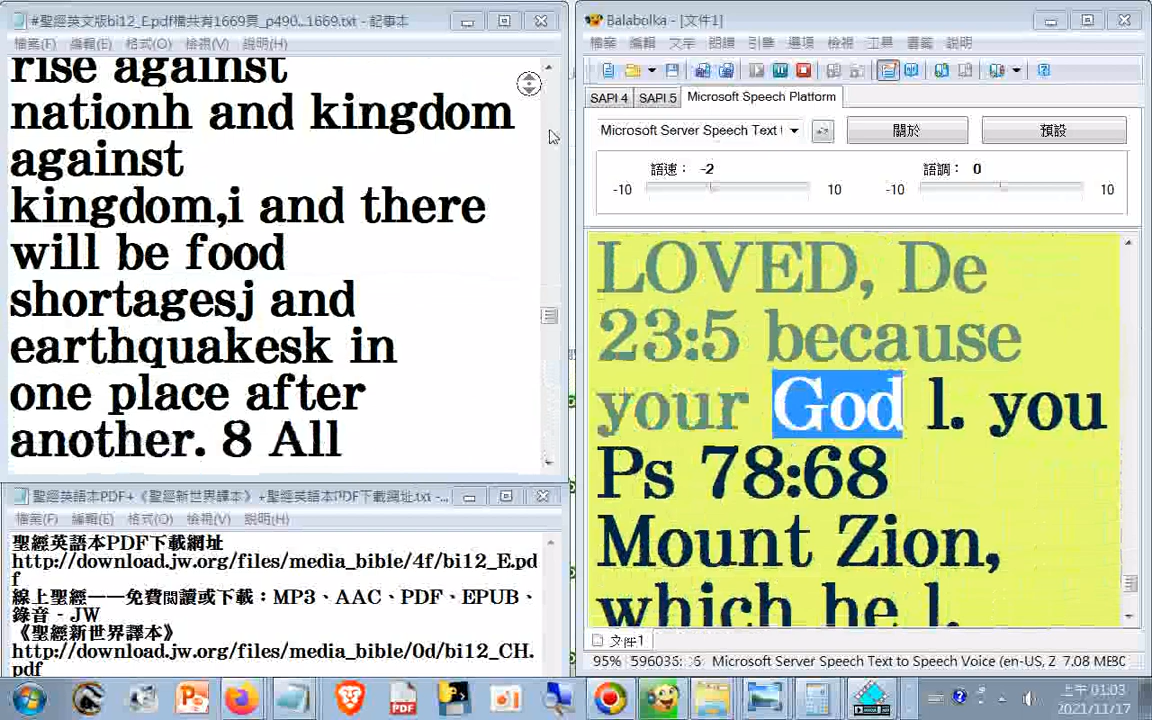 #聖經英文版bi12_E.pdf檔共有1669頁_p490..._1669.txt - 記事本
檔案(F) 編輯(E) 格式(O) 檢視(V) 說明(H)
rise against
nationh and kingdom
against
kingdom,i and there
will be food
shortagesj and
earthquakesk in
one place after
another. 8 All
聖經英語本PDF+《聖經新世界譯本》+聖經英語本PDF下載網址.txt -...
檔案(F) 編輯(E) 格式(O) 檢視(V) 說明(H)
聖經英語本PDF下載網址
http://download.jw.org/files/media_bible/4f/bi12_E.pd
f
線上聖經——免費閱讀或下載：MP3、AAC、PDF、EPUB、
錄音 - JW
《聖經新世界譯本》
http://download.jw.org/files/media_bible/0d/bi12_CH.
pdf
Balabolka - [文件1]
檔案 編輯 文字 朗讀 引擎 選項 檢視 工具 書籤 說明
SAPI 4 SAPI 5 Microsoft Speech Platform
Microsoft Server Speech Text
關於 預設
語速： -2 語調： 0
-10 10 -10 10
LOVED, De
23:5 because
your God l. you
Ps 78:68
Mount Zion,
which he l.
文件1
95% Microsoft Server Speech Text to Speech Voice (en-US, Z 7.08 МЕВС
上午 01:03
2021/11/17